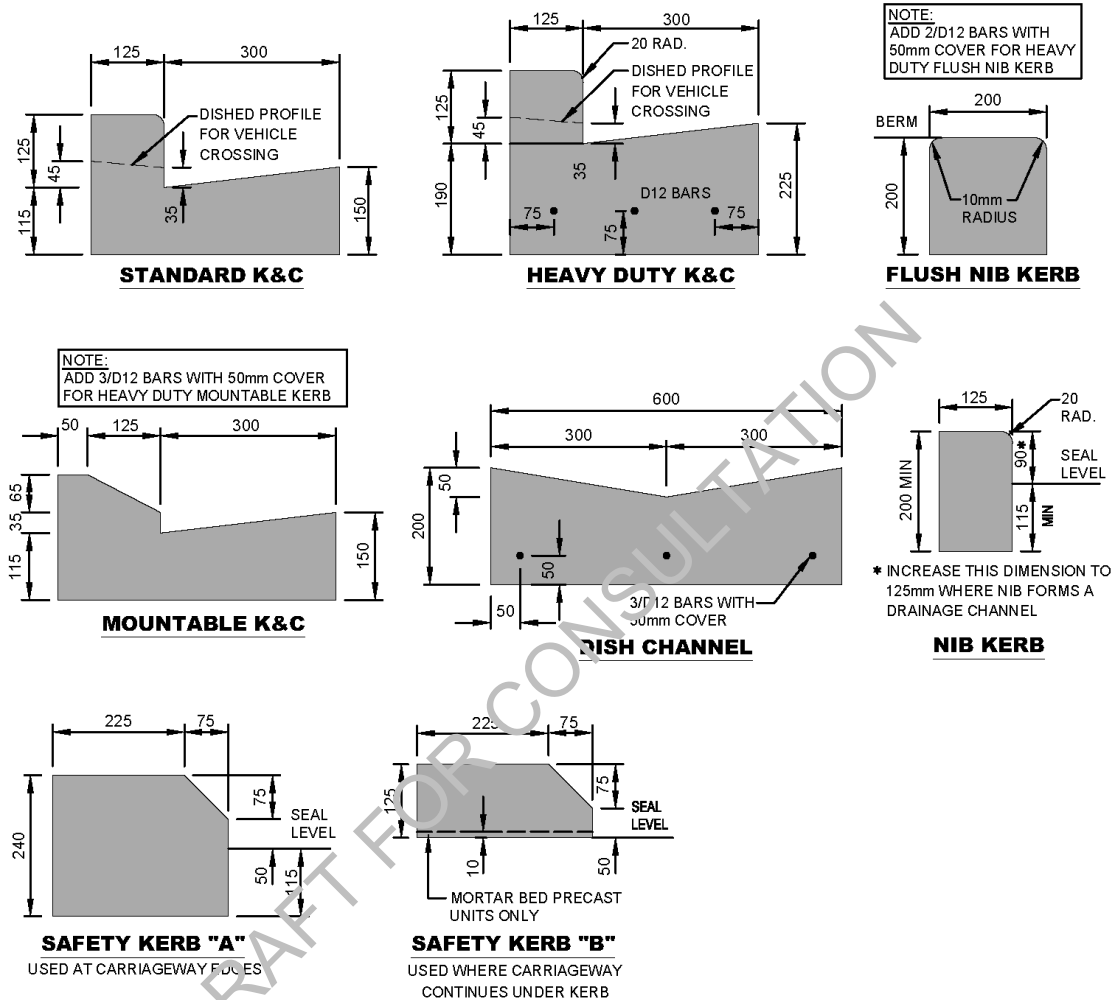 125
300
DISHED PROFILE
FOR VEHICLE
CROSSING
125
45
115
35
150
STANDARD K&C
125
300
20 RAD.
DISHED PROFILE
FOR VEHICLE
CROSSING
125
45
190
35
225
D12 BARS
75
75
75
HEAVY DUTY K&C
NOTE:
ADD 2/D12 BARS WITH
50mm COVER FOR HEAVY
DUTY FLUSH NIB KERB
200
BERM
200
10mm
RADIUS
FLUSH NIB KERB
NOTE:
ADD 3/D12 BARS WITH 50mm COVER
FOR HEAVY DUTY MOUNTABLE KERB
50
125
300
65
35
115
150
MOUNTABLE K&C
600
300
300
50
200
50
50
3/D12 BARS WITH
50mm COVER
DISH CHANNEL
125
20
RAD.
200 MIN
90*
SEAL
LEVEL
115
MIN
* INCREASE THIS DIMENSION TO
125mm WHERE NIB FORMS A
DRAINAGE CHANNEL
NIB KERB
225
75
240
75
SEAL
LEVEL
50
115
SAFETY KERB "A"
USED AT CARRIAGEWAY EDGES
225
75
125
75
SEAL
LEVEL
10
50
MORTAR BED PRECAST
UNITS ONLY
SAFETY KERB "B"
USED WHERE CARRIAGEWAY
CONTINUES UNDER KERB
RAFT FOR CONSULTATION